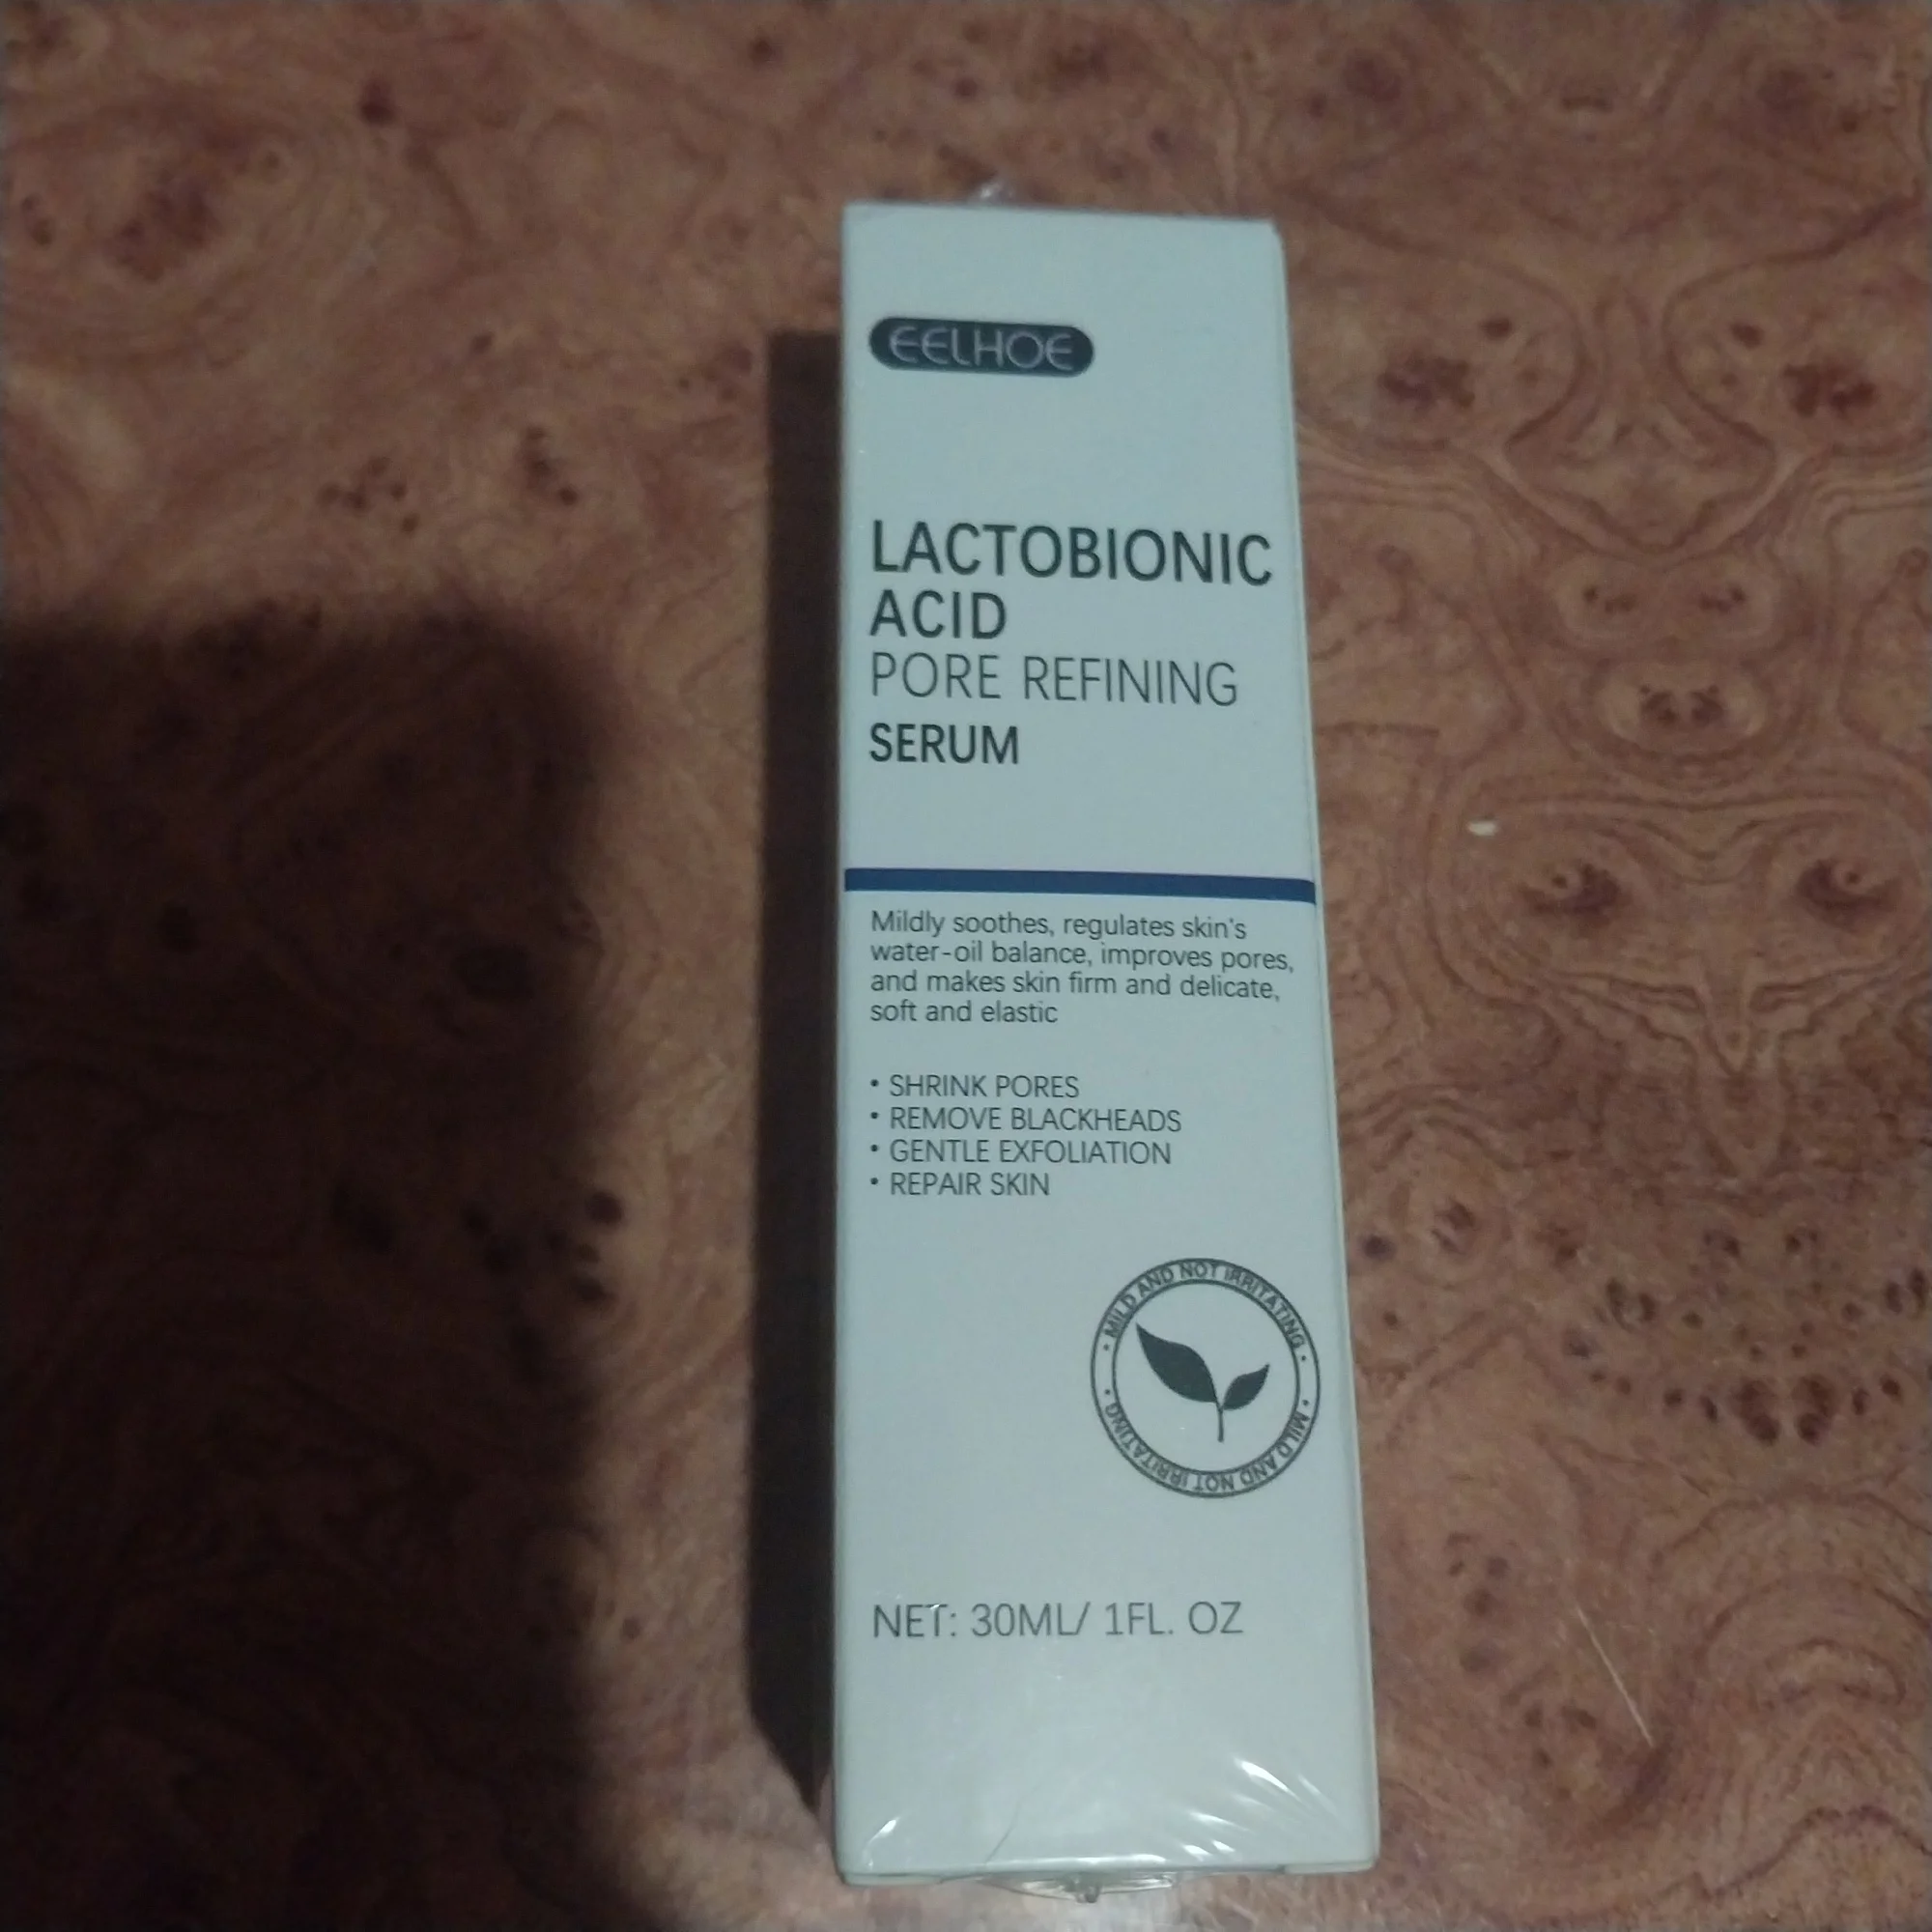 EELHOE
LACTOBIONIC
ACID
PORE REFINING
SERUM
Mildly soothes, regulates skin's
water-oil balance, improves pores,
and makes skin firm and delicate,
soft and elastic
• SHRINK PORES
• REMOVE BLACKHEADS
• GENTLE EXFOLIATION
• REPAIR SKIN
• MILD AND NOT IRRITATING •
• MILD AND NOT IRRITATING •
NET: 30ML/ 1FL. OZ